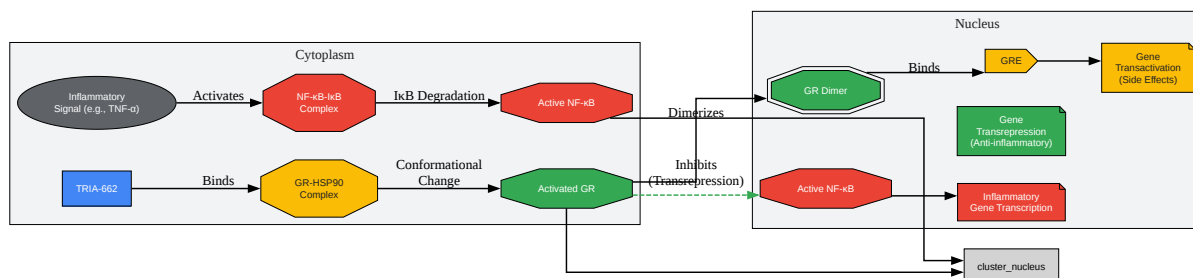 Cytoplasm
Inflammatory
Signal (e.g., TNF-α)
Activates
NF-κB-IκB
Complex
IκB Degradation
Active NF-κB
TRIA-662
Binds
GR-HSP90
Complex
Conformational
Change
Activated GR
Dimerizes
Inhibits
(Transrepression)
Nucleus
GR Dimer
Binds
GRE
Gene
Transactivation
(Side Effects)
Gene
Transrepression
(Anti-inflammatory)
Active NF-κB
Inflammatory
Gene Transcription
cluster_nucleus